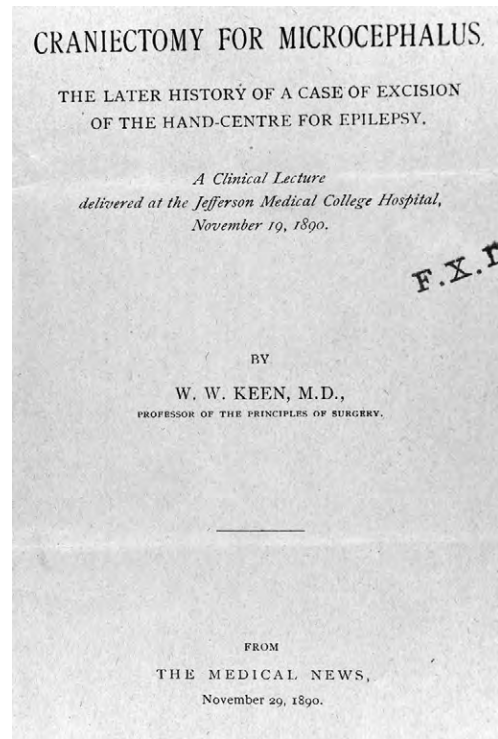 CRANIECTOMY FOR MICROCEPHALUS.
THE LATER HISTORY OF A CASE OF EXCISION
OF THE HAND-CENTRE FOR EPILEPSY.
A Clinical Lecture
delivered at the Jefferson Medical College Hospital,
November 19, 1890.
F.X.
BY
W. W. KEEN, M.D.,
PROFESSOR OF THE PRINCIPLES OF SURGERY.
FROM
THE MEDICAL NEWS,
November 29, 1890.